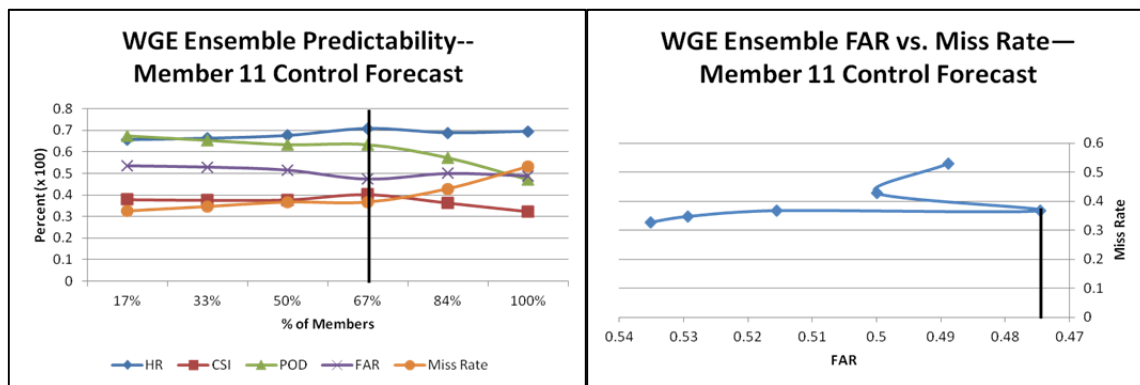 WGE Ensemble Predictability--
Member 11 Control Forecast
0.8
0.7
0.6
0.5
0.4
0.3
0.2
0.1
0
Percent (x 100)
17% 33% 50% 67% 84% 100%
% of Members
HR CSI POD FAR Miss Rate
WGE Ensemble FAR vs. Miss Rate—
Member 11 Control Forecast
0.6
0.5
0.4
0.3
0.2
0.1
0
Miss Rate
0.54 0.53 0.52 0.51 0.5 0.49 0.48 0.47
FAR